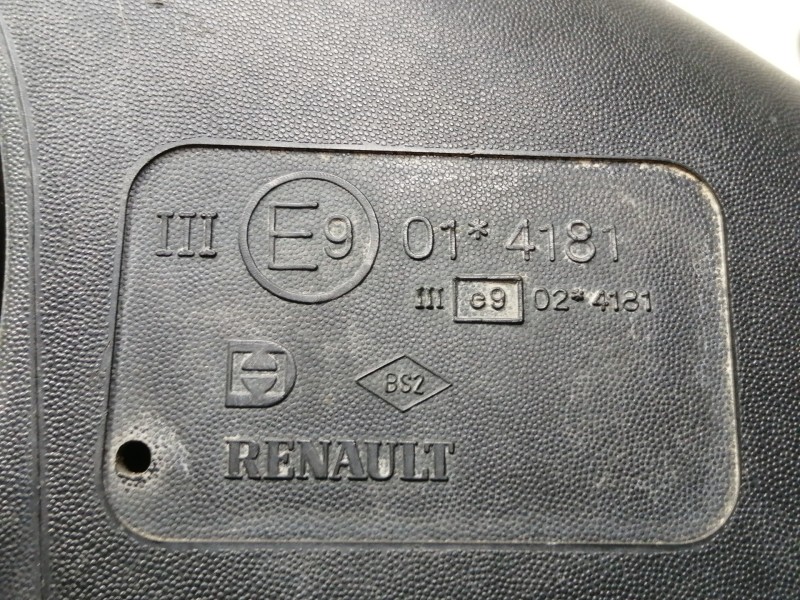 III E9 01* 4181
III e9 02*4181
BS2
RENAULT